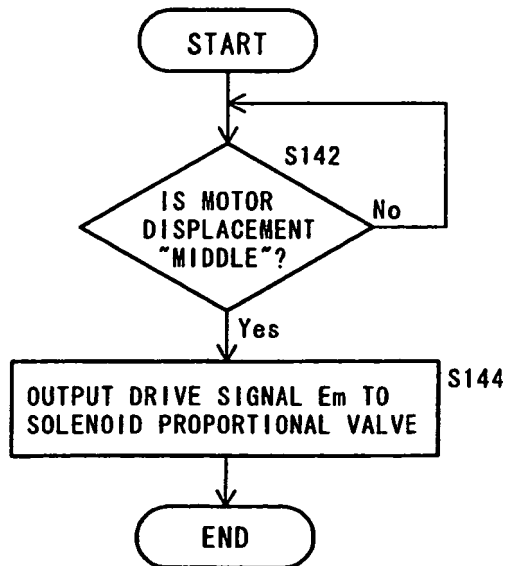 START
S142
IS MOTOR
DISPLACEMENT
"MIDDLE"?
No
Yes
S144
OUTPUT DRIVE SIGNAL Em TO
SOLENOID PROPORTIONAL VALVE
END